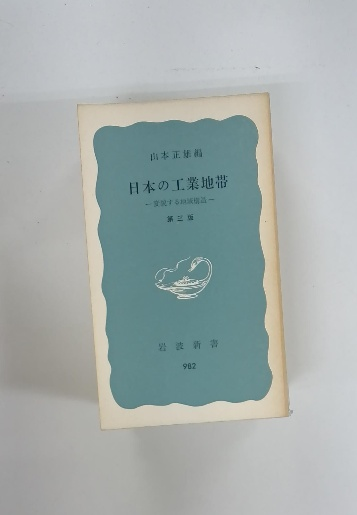 山本正雄編
日本の工業地帯
第三版
岩波新書
982